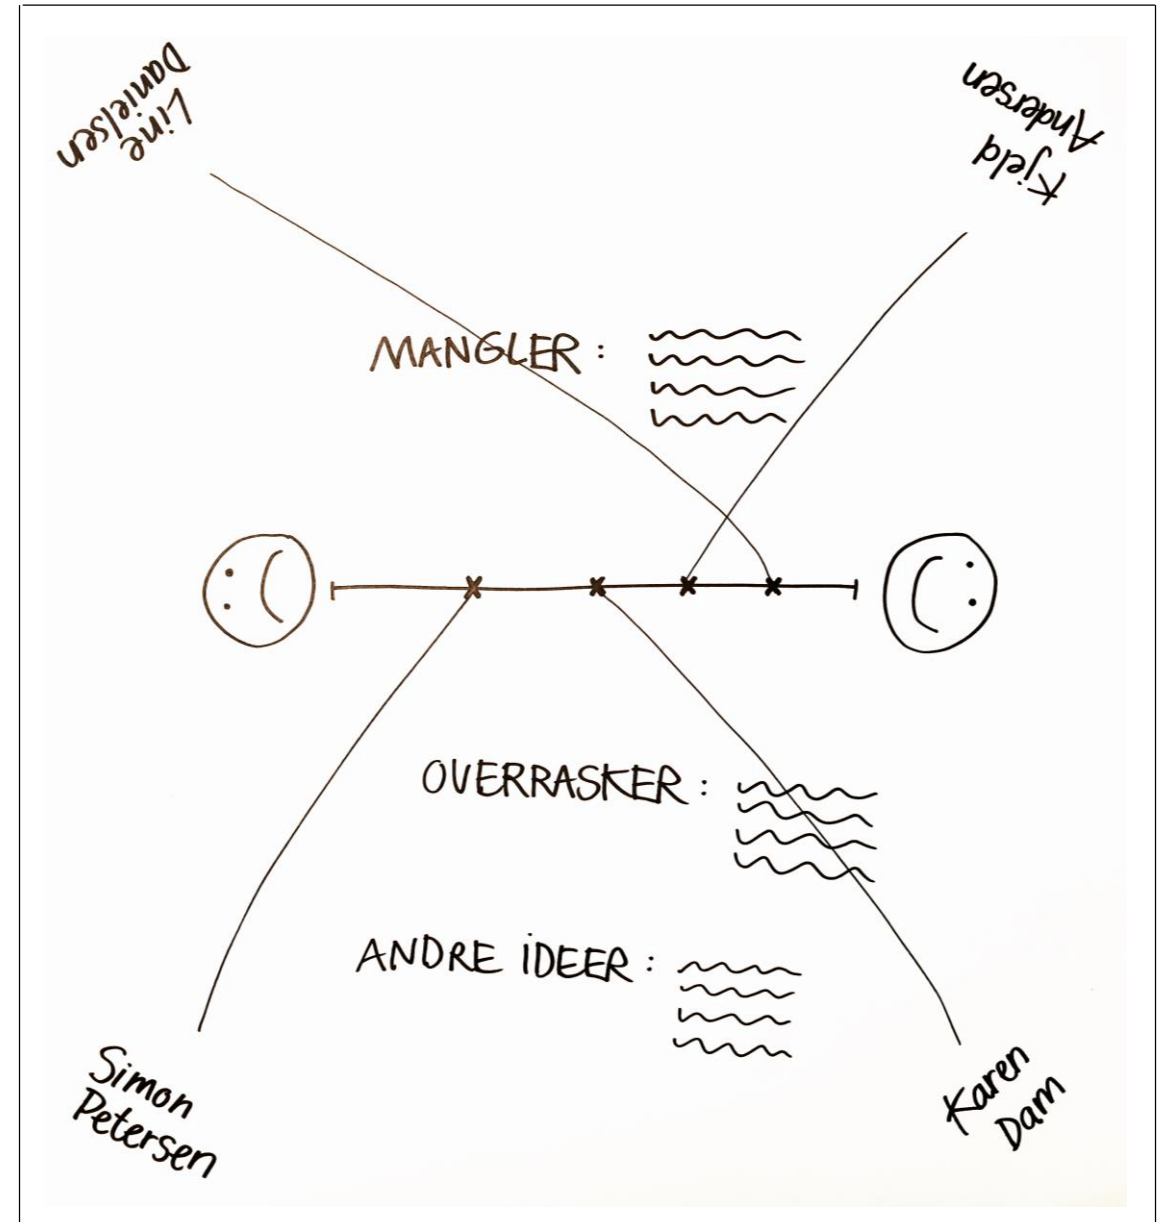 Line
Danielsen
Kjeld
Andersen
MANGLER:
OVERRASKER:
ANDRE IDEER:
Simon
Petersen
Karen
Dam